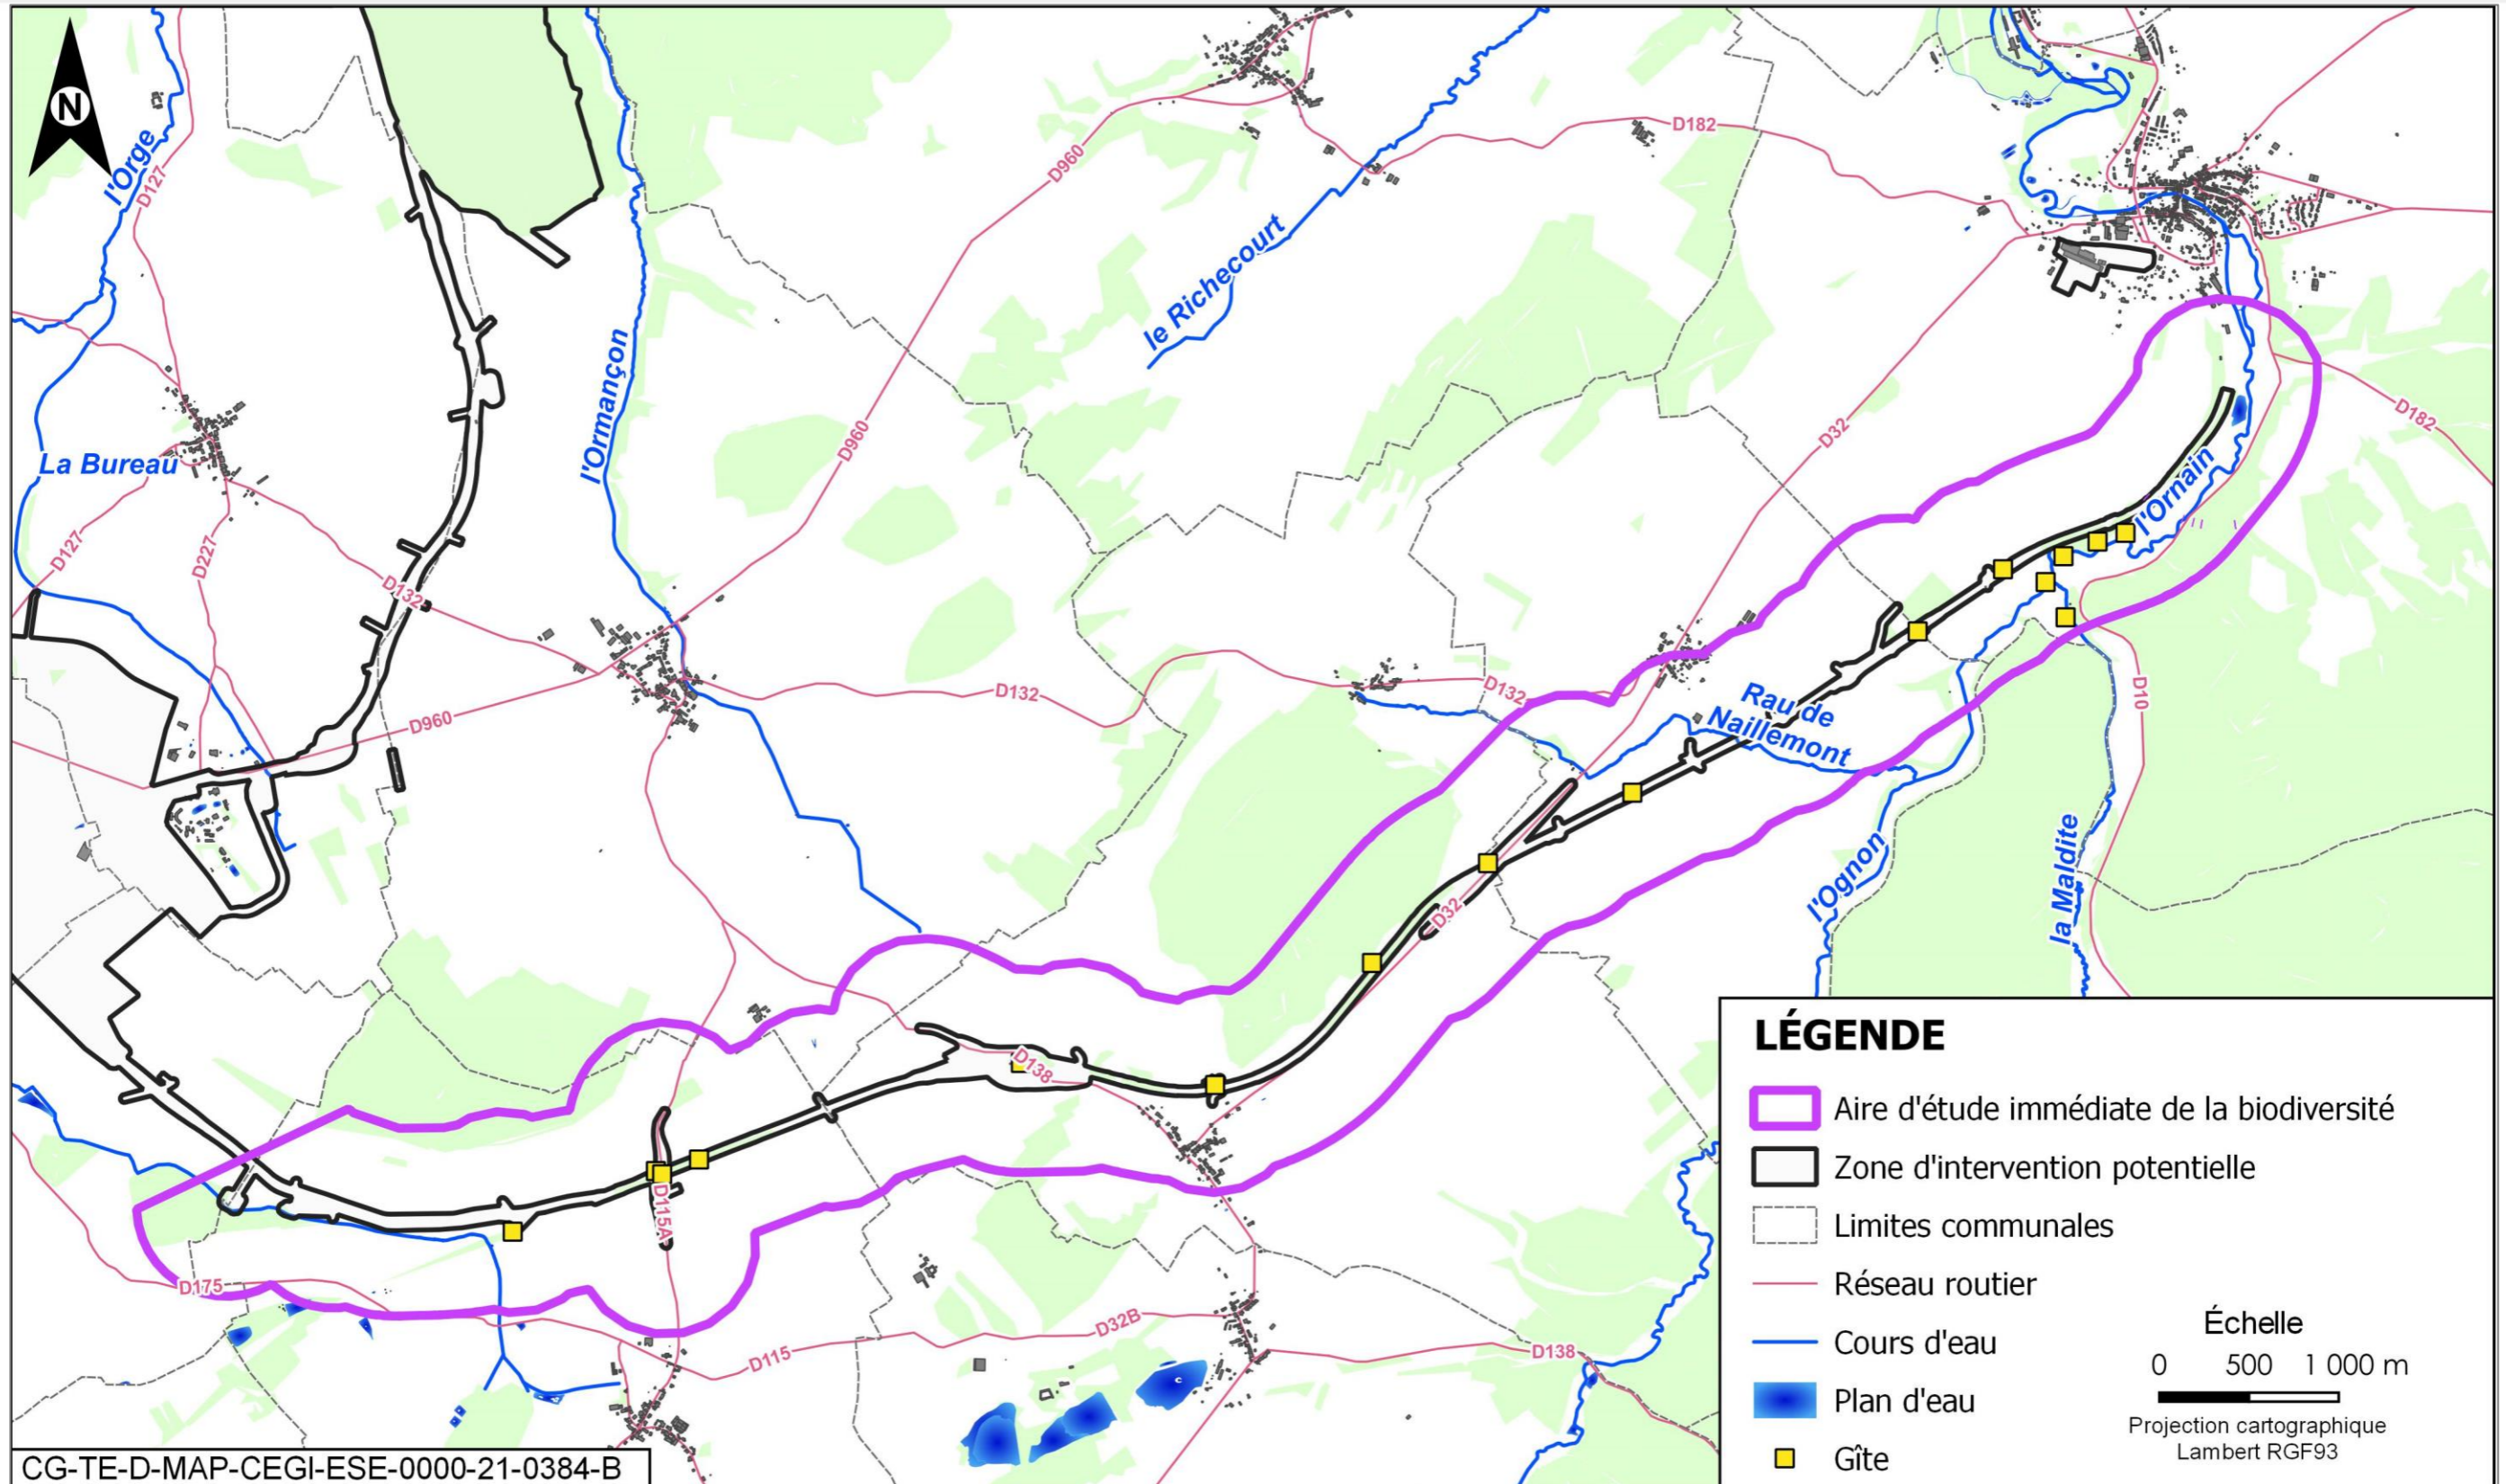 N
l'Orge
D127
D182
D960
le Richecourt
l'Ormançon
D960
D32
D182
La Bureau
D127
D227
D132
l'Ornain
D132
D132
D10
D960
Rau de
Naillemont
l'Ognon
la Maldite
D32
D138
D115A
D175
D32B
D115
D138
LÉGENDE
Aire d'étude immédiate de la biodiversité
Zone d'intervention potentielle
Limites communales
Réseau routier
Cours d'eau
Plan d'eau
Gîte
Échelle
0 500 1 000 m
Projection cartographique
Lambert RGF93
CG-TE-D-MAP-CEGI-ESE-0000-21-0384-B